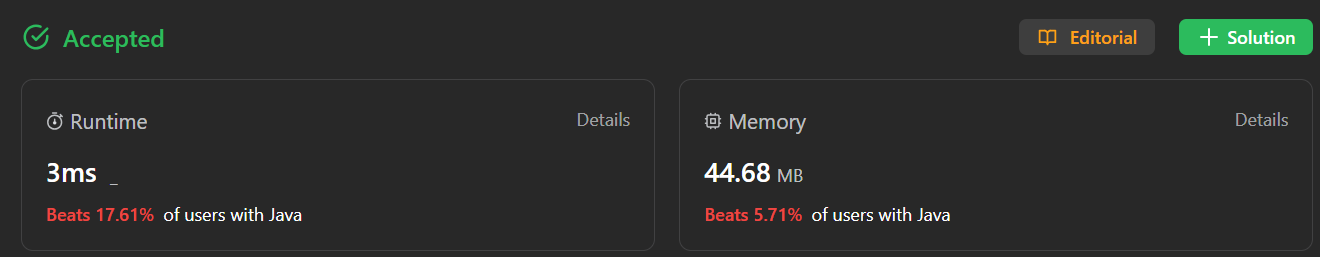 Accepted
Editorial
+ Solution
Runtime
Details
3ms _
Beats 17.61% of users with Java
Memory
Details
44.68 MB
Beats 5.71% of users with Java